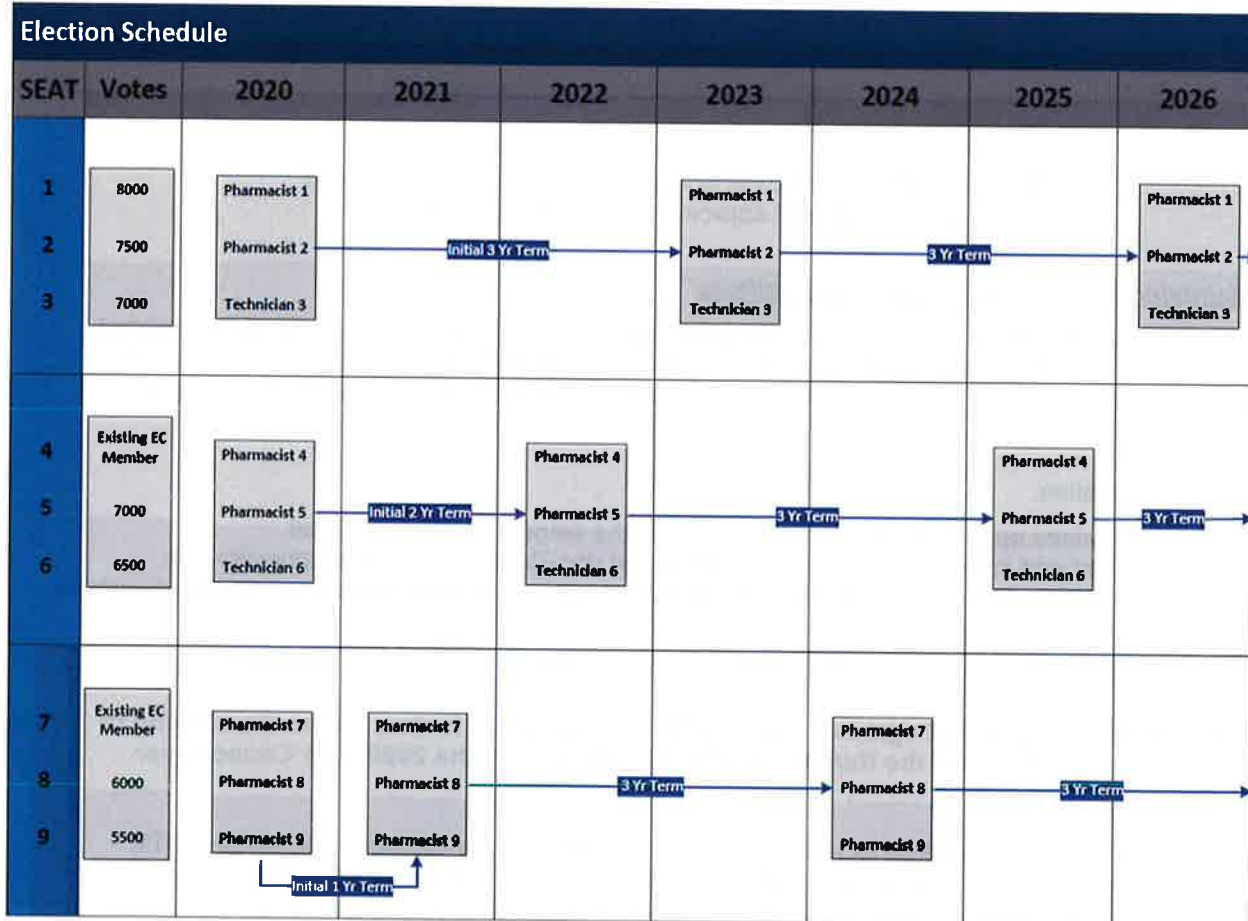 Election Schedule
SEAT Votes 2020 2021 2022 2023 2024 2025 2026
1 8000 Pharmacist 1 Pharmacist 1 Pharmacist 1
2 7500 Pharmacist 2 Initial 3 Yr Term Pharmacist 2 3 Yr Term Pharmacist 2
3 7000 Technician 3 Technician 3 Technician 3
4 Existing EC
Member Pharmacist 4 Pharmacist 4 Pharmacist 4
5 7000 Pharmacist 5 Initial 2 Yr Term Pharmacist 5 3 Yr Term Pharmacist 5 3 Yr Term
6 6500 Technician 6 Technician 6 Technician 6
7 Existing EC
Member Pharmacist 7 Pharmacist 7 Pharmacist 7
8 6000 Pharmacist 8 Pharmacist 8 3 Yr Term Pharmacist 8 3 Yr Term
9 5500 Pharmacist 9 Pharmacist 9 Pharmacist 9
Initial 1 Yr Term